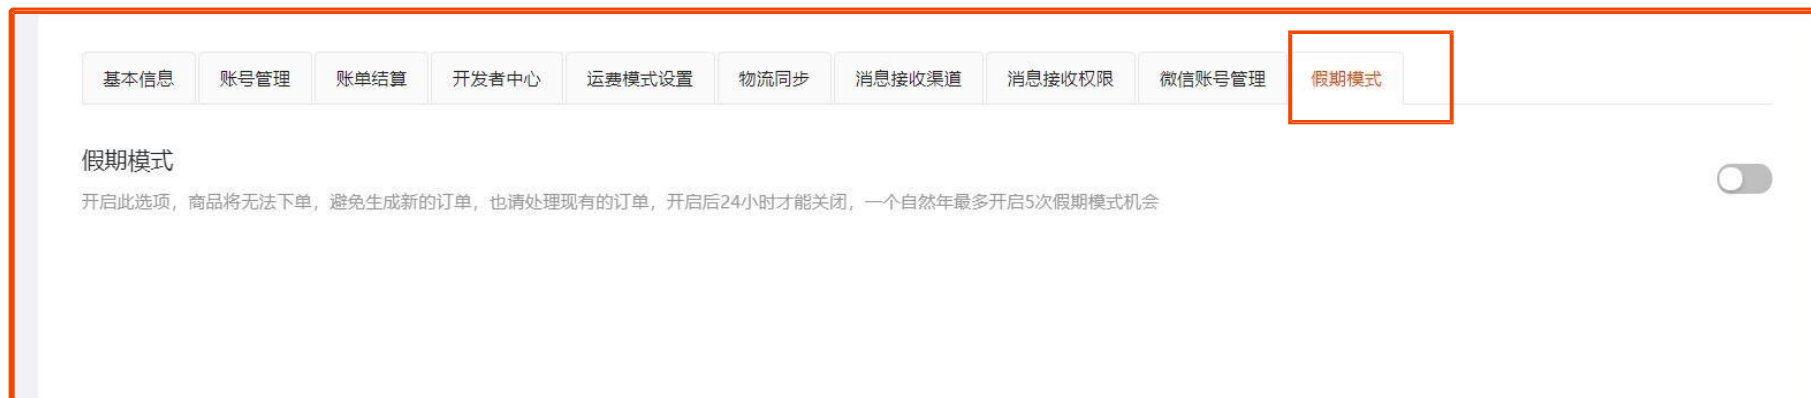 基本信息 账号管理 账单结算 开发者中心 运费模式设置 物流同步 消息接收渠道 消息接收权限 微信账号管理 假期模式
假期模式
开启此选项，商品将无法下单，避免生成新的订单，也请处理现有的订单，开启后24小时才能关闭，一个自然年最多开启5次假期模式机会